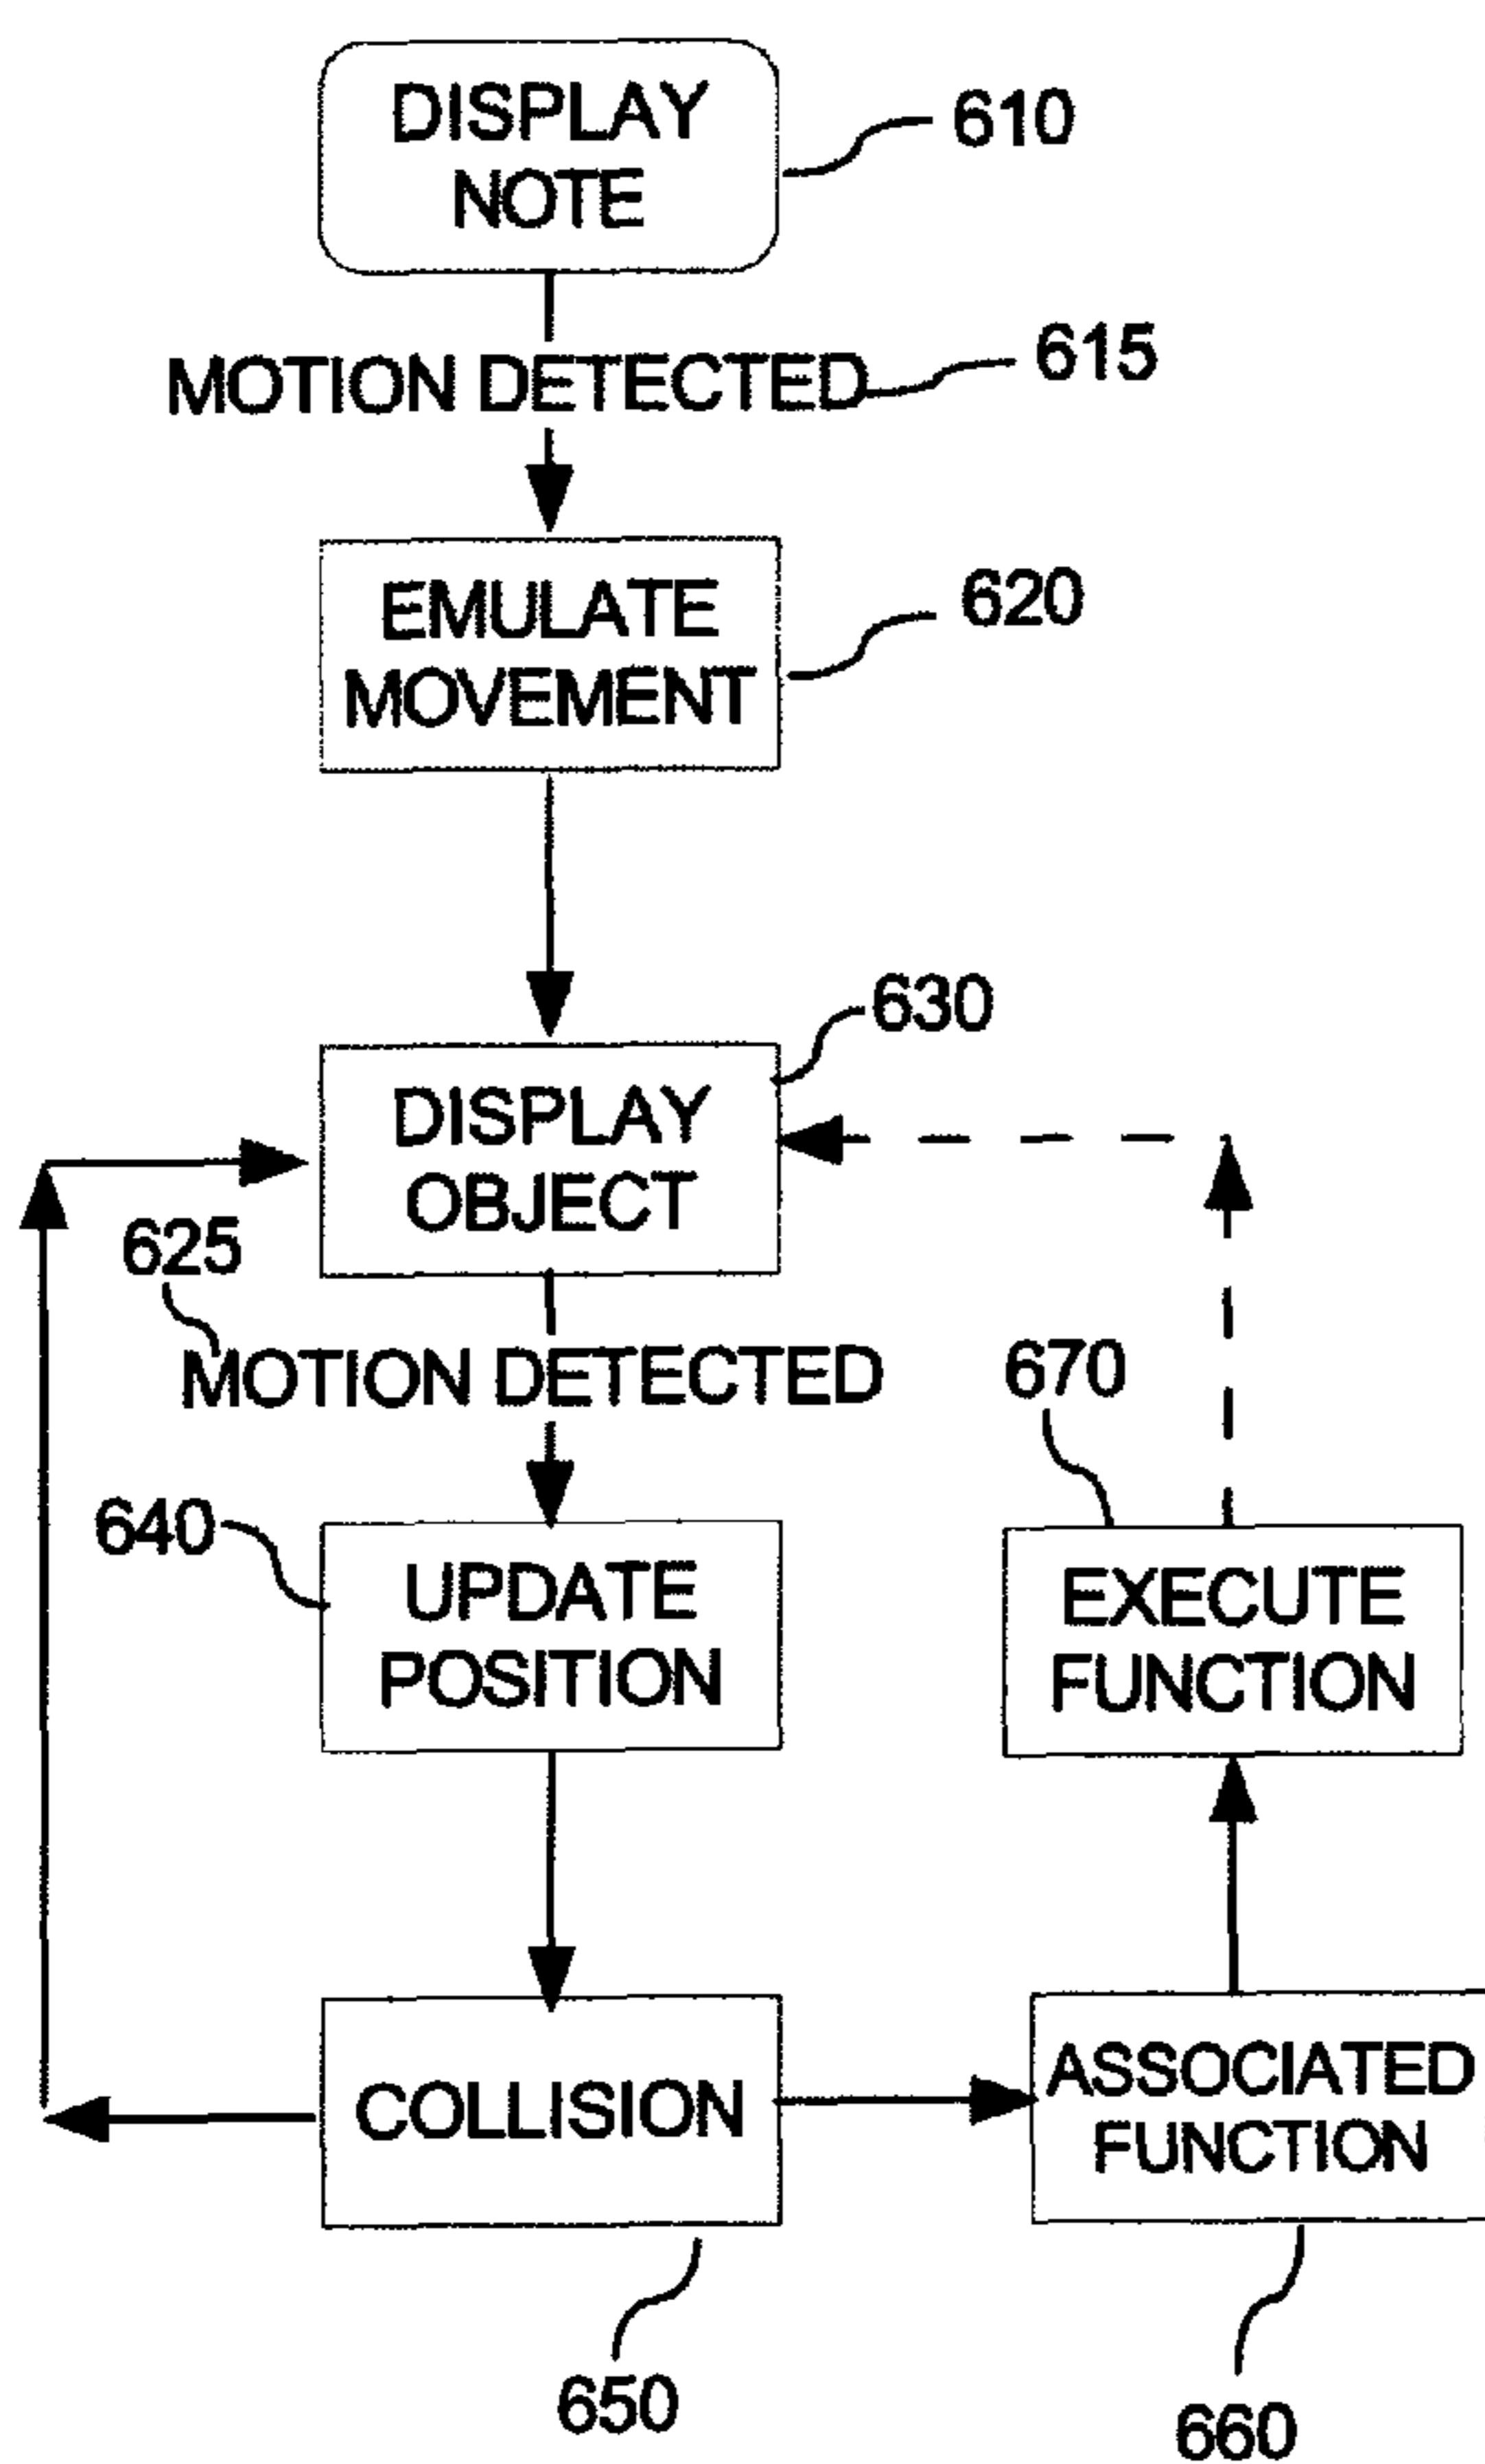 DISPLAY
NOTE
610
MOTION DETECTED
615
EMULATE
MOVEMENT
620
630
DISPLAY
OBJECT
625
MOTION DETECTED
670
640
UPDATE
POSITION
EXECUTE
FUNCTION
COLLISION
ASSOCIATED
FUNCTION
650
660